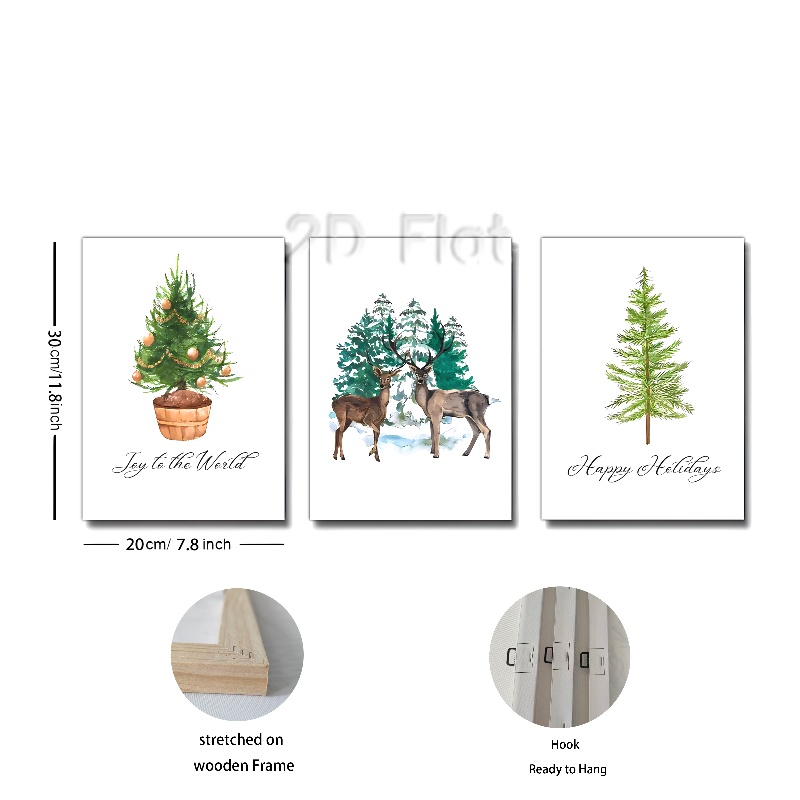 2D Flat
30cm/11.8inch
Joy to the World
Happy Holidays
20cm/ 7.8 inch
stretched on
wooden Frame
Hook
Ready to Hang